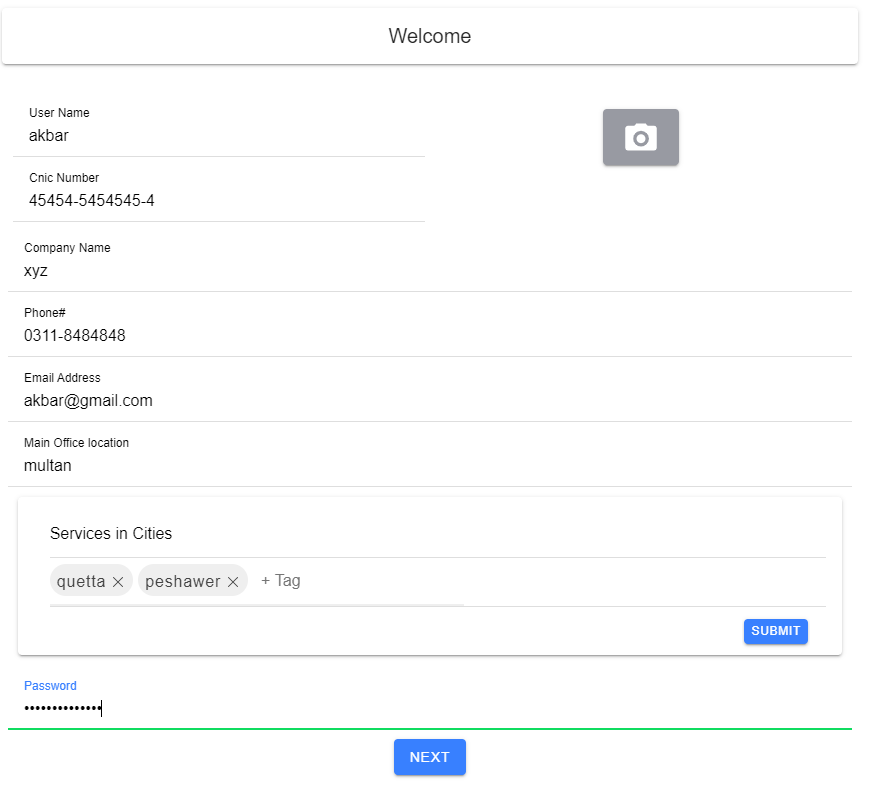 Welcome
User Name
akbar
Cnic Number
45454-5454545-4
Company Name
xyz
Phone#
0311-8484848
Email Address
akbar@gmail.com
Main Office location
multan
Services in Cities
quetta × peshawer × + Tag
SUBMIT
Password
••••••••••••••
NEXT